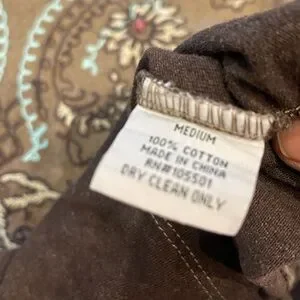 MEDIUM
100% COTTON
MADE IN CHINA
RN#105501
DRY CLEAN ONLY